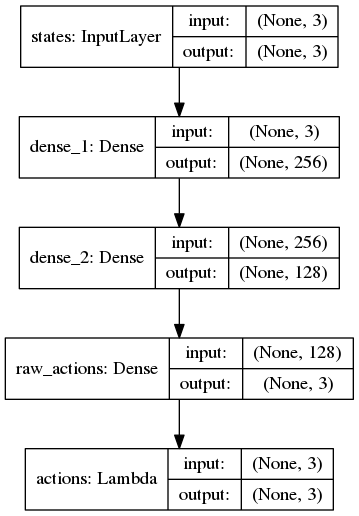 states: InputLayer
input: (None, 3)
output: (None, 3)
dense_1: Dense
input: (None, 3)
output: (None, 256)
dense_2: Dense
input: (None, 256)
output: (None, 128)
raw_actions: Dense
input: (None, 128)
output: (None, 3)
actions: Lambda
input: (None, 3)
output: (None, 3)